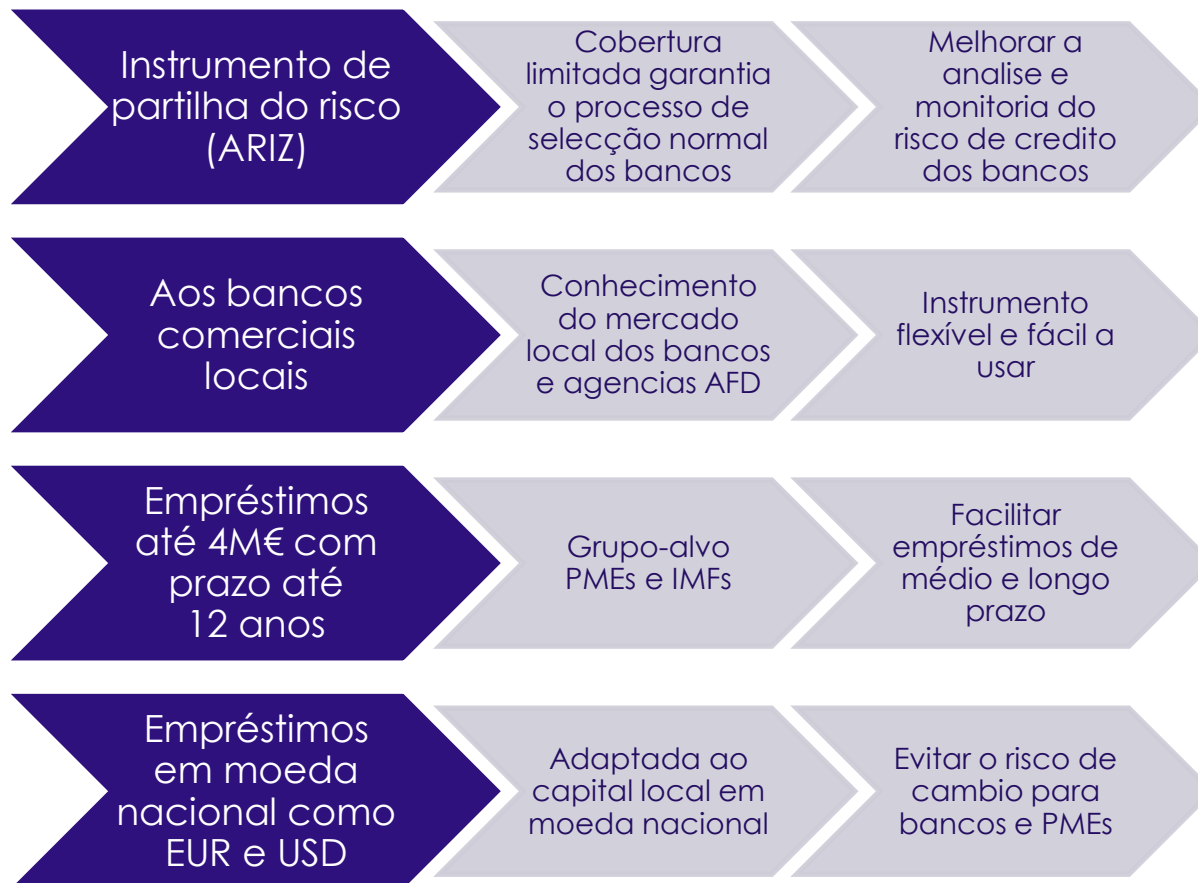 Instrumento de
partilha do risco
(ARIZ)
Cobertura
limitada garantia
o processo de
selecção normal
dos bancos
Melhorar a
analise e
monitoria do
risco de credito
dos bancos
Aos bancos
comerciais
locais
Conhecimento
do mercado
local dos bancos
e agencias AFD
Instrumento
flexível e fácil a
usar
Empréstimos
até 4M€ com
prazo até
12 anos
Grupo-alvo
PMEs e IMFs
Facilitar
empréstimos de
médio e longo
prazo
Empréstimos
em moeda
nacional como
EUR e USD
Adaptada ao
capital local em
moeda nacional
Evitar o risco de
cambio para
bancos e PMEs